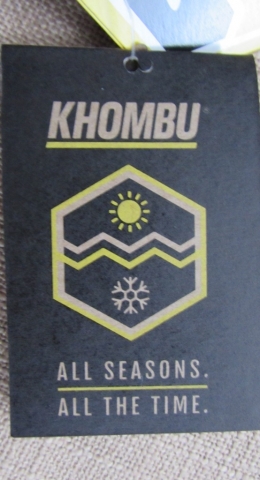 KHOMBU
ALL SEASONS.
ALL THE TIME.